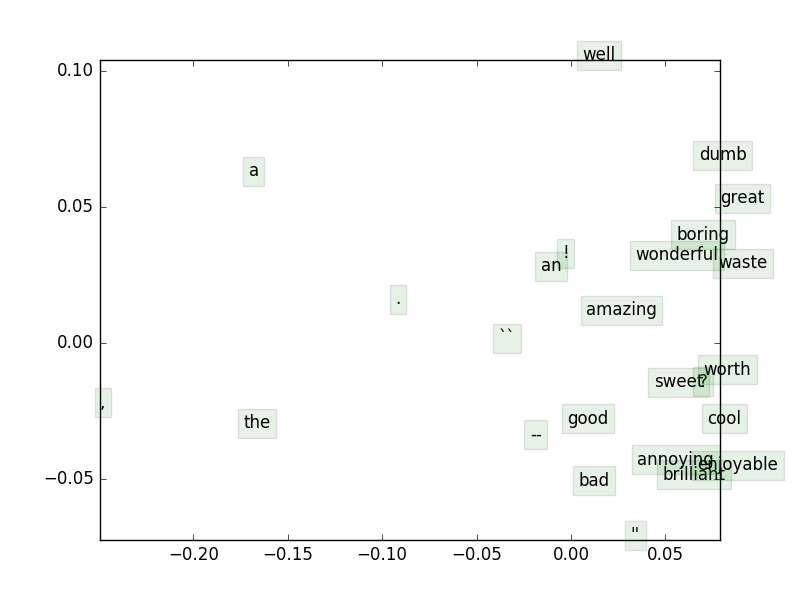 well
0.10
dumb
a
great
0.05
boring
!
wonderful
an
waste
.
amazing
``
0.00
worth
sweet
?
,
the
good
cool
--
annoying
enjoyable
brilliant
bad
−0.05
"
−0.20
−0.15
−0.10
−0.05
0.00
0.05